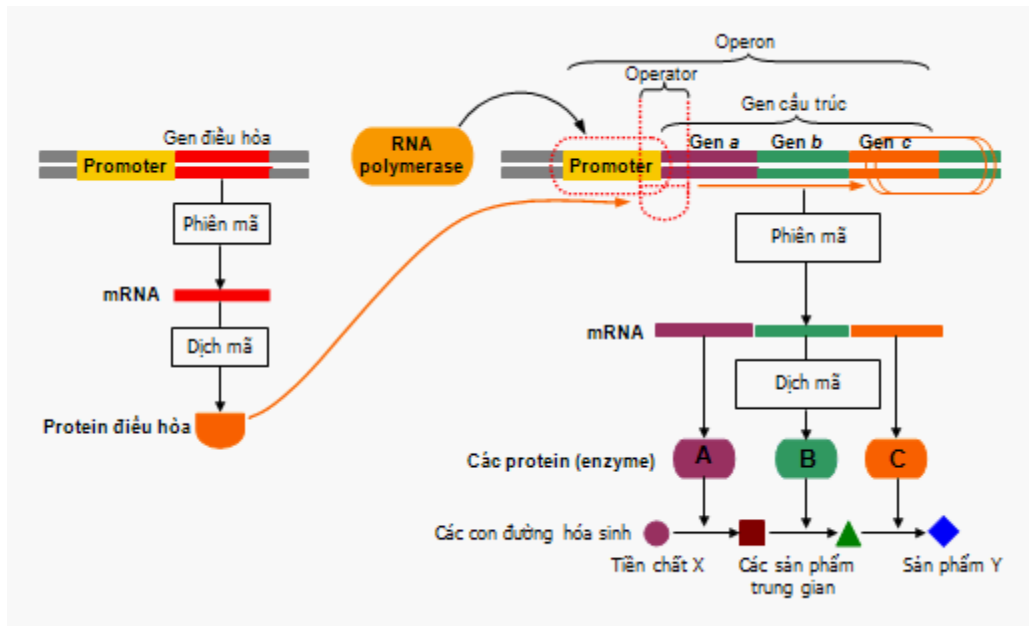 Operon
Operator
Gen cấu trúc
Gen điều hòa
RNA
polymerase
Gen a
Gen b
Gen c
Promoter
Promoter
Phiên mã
Phiên mã
mRNA
mRNA
Dịch mã
Dịch mã
Protein điều hòa
Các protein (enzyme)
A
B
C
Các con đường hóa sinh
Tiền chất X
Các sản phẩm
trung gian
Sản phẩm Y